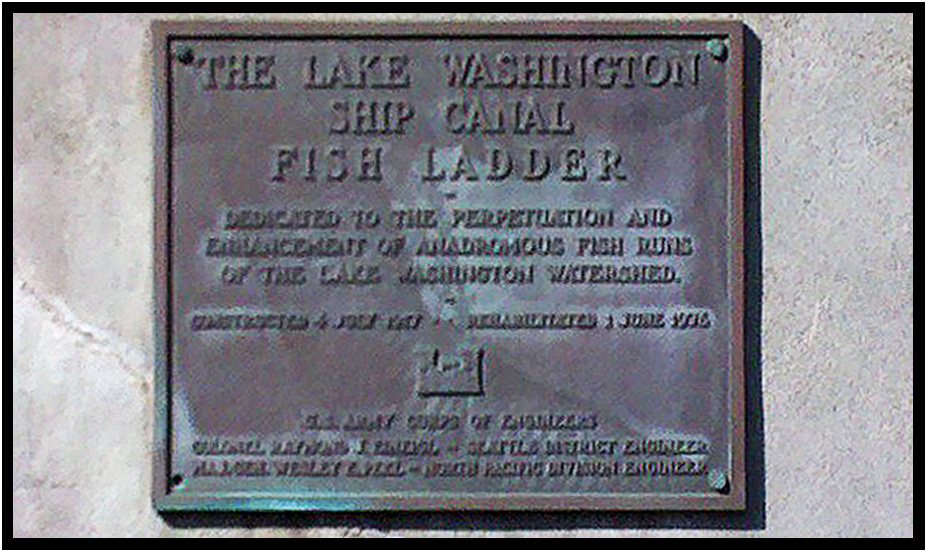 THE LAKE WASHINGTON
SHIP CANAL
FISH LADDER
DEDICATED TO THE PERPETUATION AND
ENHANCEMENT OF ANADROMOUS FISH RUNS
OF THE LAKE WASHINGTON WATERSHED.
CONSTRUCTED 4 JULY 1917 REHABILITATED 1 JUNE 1976
U.S. ARMY CORPS OF ENGINEERS
COLONEL RAYMOND J. EINEIGL - SEATTLE DISTRICT ENGINEER
MAJ. GEN. WESLEY E. PEEL - NORTH PACIFIC DIVISION ENGINEER